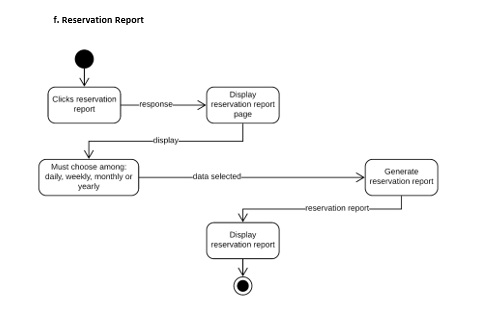 f. Reservation Report
Clicks reservation
report
response
Display
reservation report
page
display
Must choose among:
daily, weekly, monthly or
yearly
data selected
Generate
reservation report
reservation report
Display
reservation report